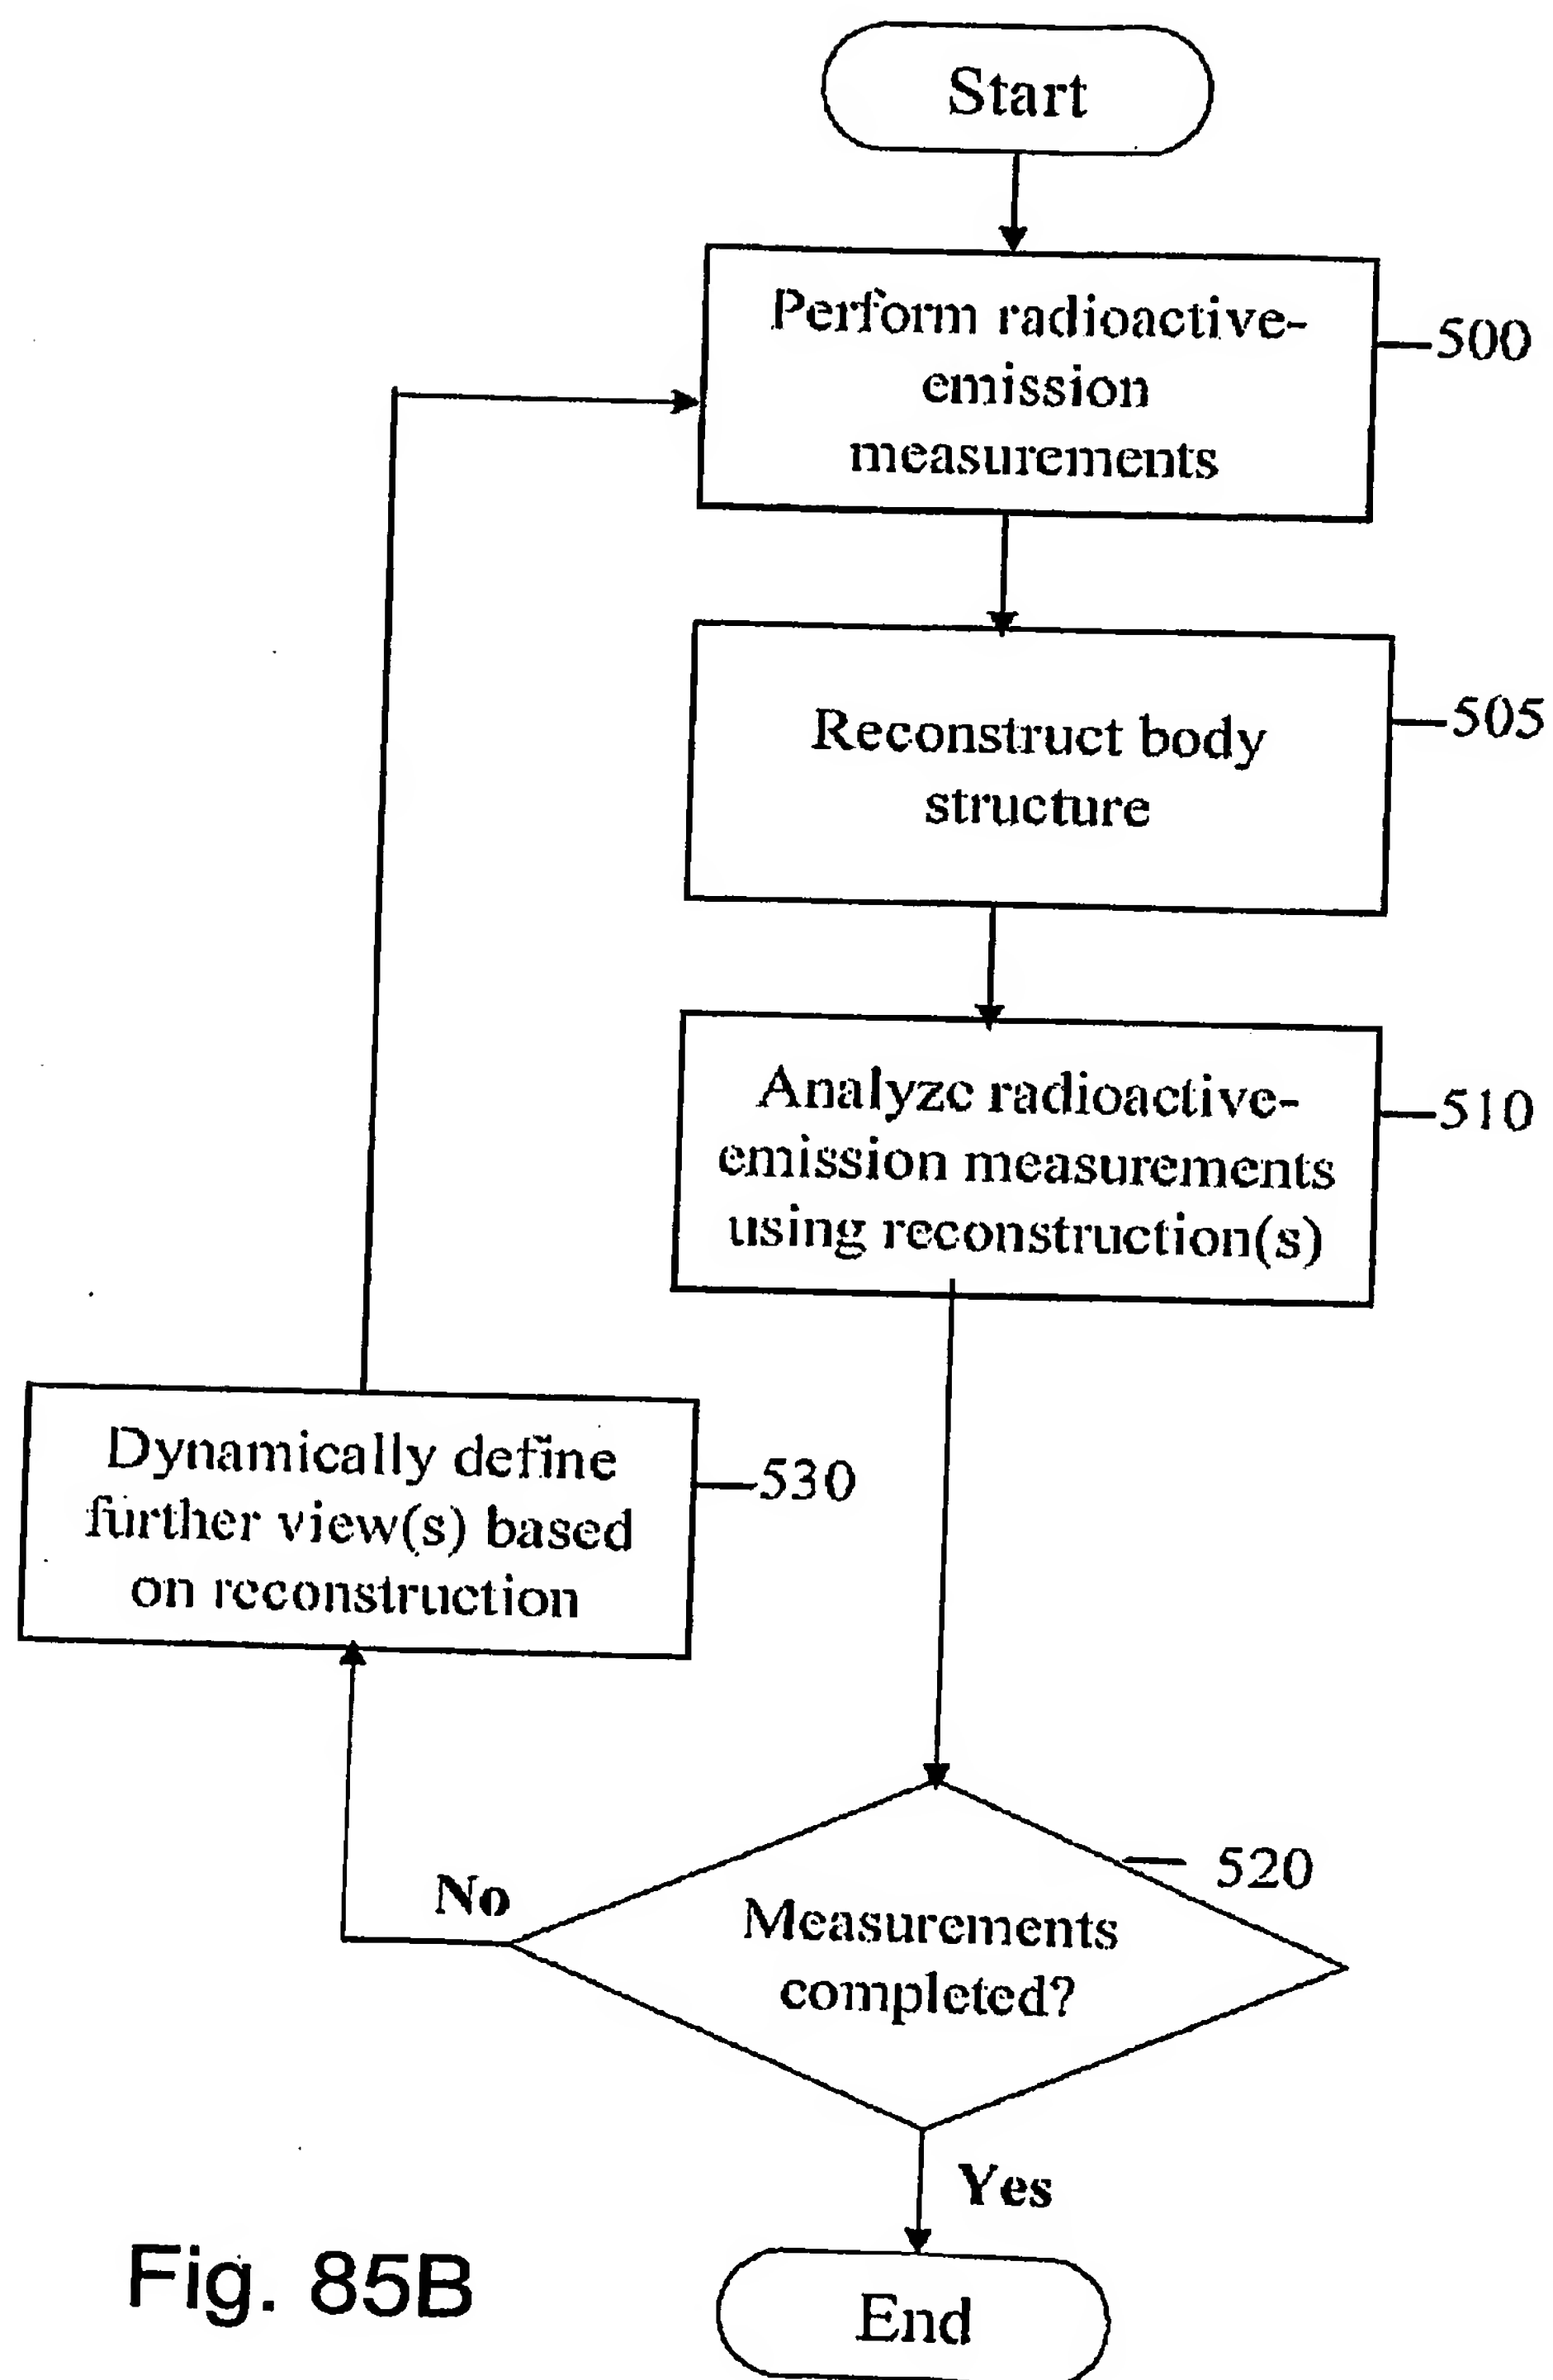 Start
Perform radioactive-
emission
measurements
500
Reconstruct body
structure
505
Analyze radioactive-
emission measurements
using reconstruction(s)
510
Dynamically define
further view(s) based
on reconstruction
530
520
No
Measurements
completed?
Yes
End
Fig. 85B